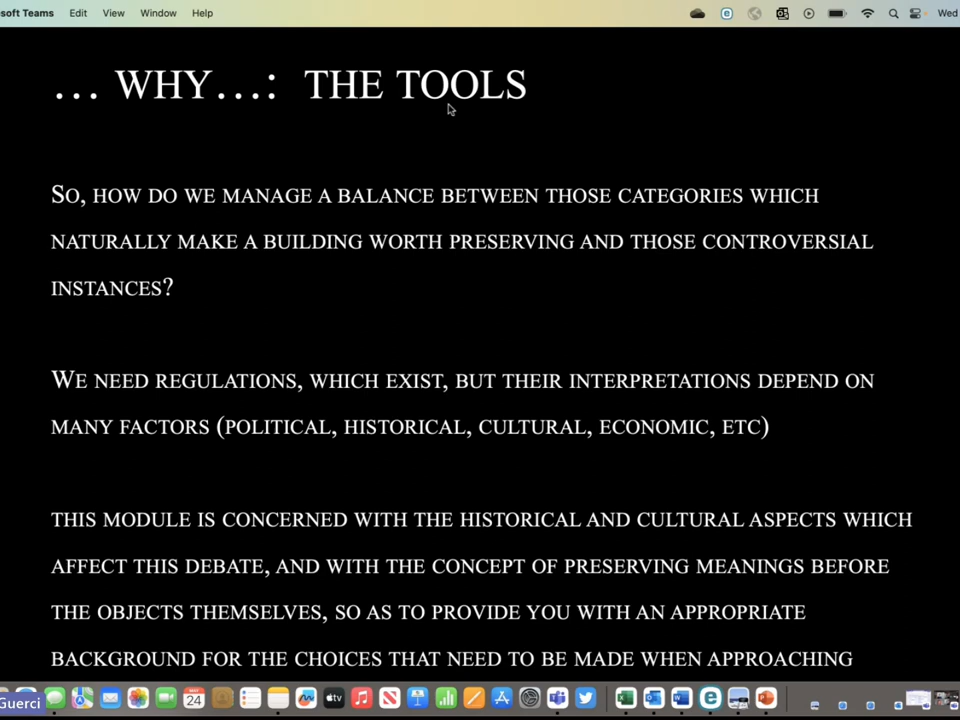 soft Teams Edit View Window Help Wed
... WHY...: THE TOOLS
SO, HOW DO WE MANAGE A BALANCE BETWEEN THOSE CATEGORIES WHICH
NATURALLY MAKE A BUILDING WORTH PRESERVING AND THOSE CONTROVERSIAL
INSTANCES?
WE NEED REGULATIONS, WHICH EXIST, BUT THEIR INTERPRETATIONS DEPEND ON
MANY FACTORS (POLITICAL, HISTORICAL, CULTURAL, ECONOMIC, ETC)
THIS MODULE IS CONCERNED WITH THE HISTORICAL AND CULTURAL ASPECTS WHICH
AFFECT THIS DEBATE, AND WITH THE CONCEPT OF PRESERVING MEANINGS BEFORE
THE OBJECTS THEMSELVES, SO AS TO PROVIDE YOU WITH AN APPROPRIATE
BACKGROUND FOR THE CHOICES THAT NEED TO BE MADE WHEN APPROACHING
Guerci
24
tv